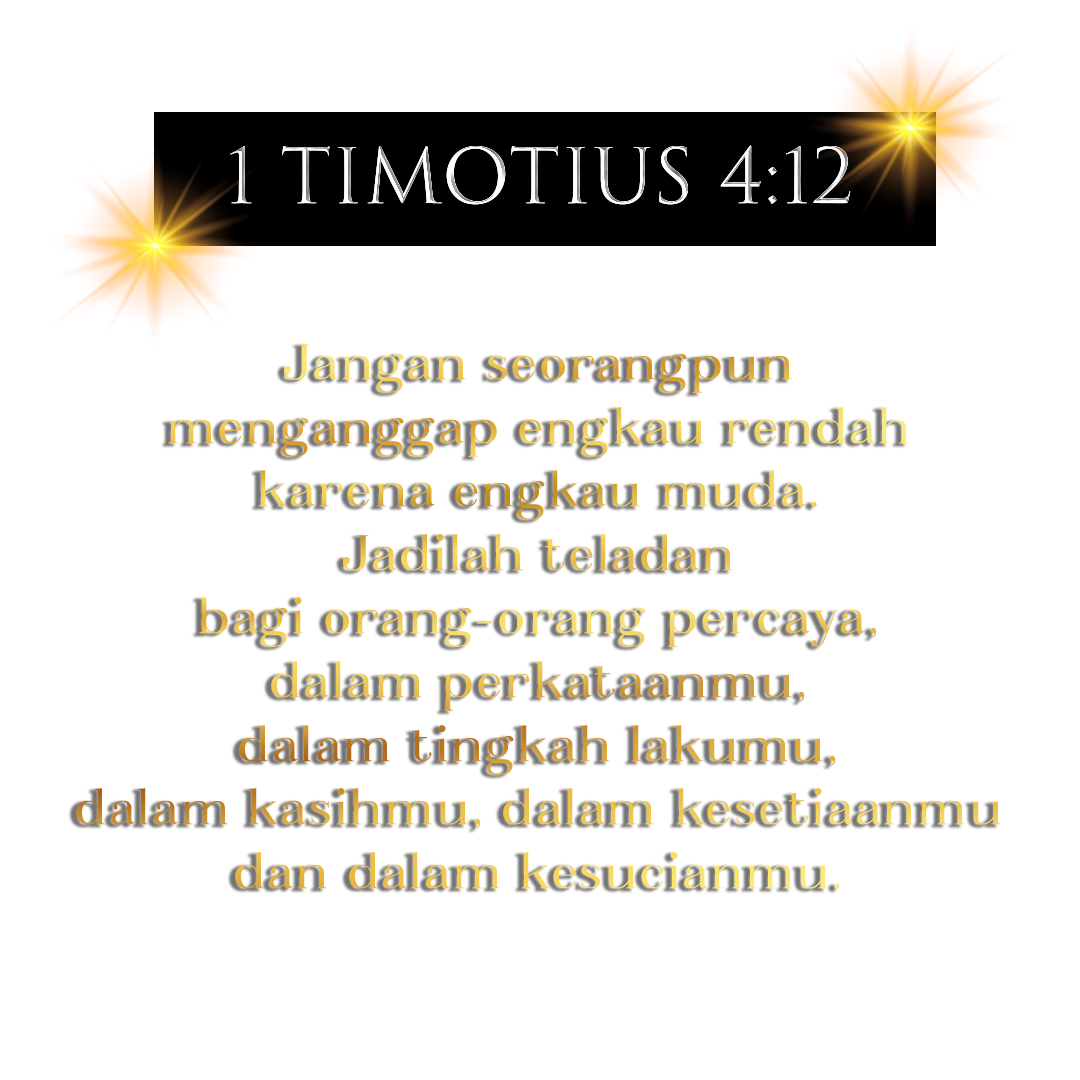 1 TIMOTIUS 4:12
Jangan seorangpun
menganggap engkau rendah
karena engkau muda.
Jadilah teladan
bagi orang-orang percaya,
dalam perkataanmu,
dalam tingkah lakumu,
dalam kasihmu, dalam kesetiaanmu
dan dalam kesucianmu.